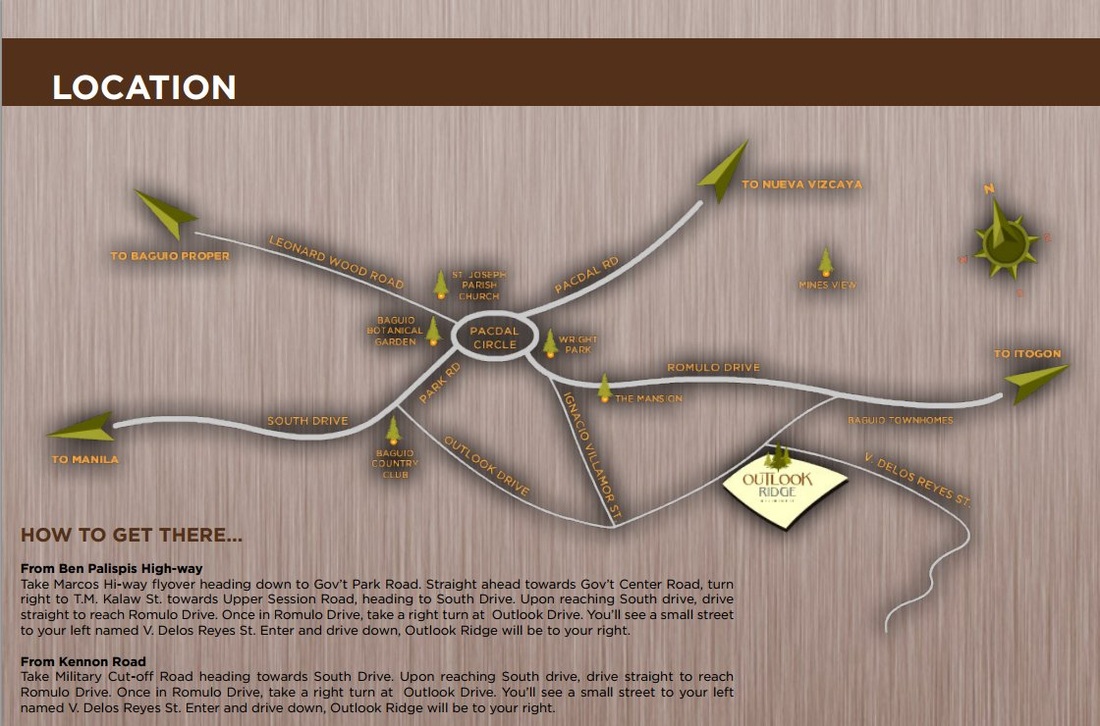 LOCATION
TO NUEVA VIZCAYA
N
TO BAGUIO PROPER
LEONARD WOOD ROAD
ST. JOSEPH
PARISH
CHURCH
PACDAL RD
MINES VIEW
BAGUIO
BOTANICAL
GARDEN
PACDAL
CIRCLE
WRIGHT
PARK
TO ITOGON
ROMULO DRIVE
PARK RD
THE MANSION
SOUTH DRIVE
IGNACIO VILLAMOR ST.
BAGUIO TOWNHOMES
TO MANILA
BAGUIO
COUNTRY
CLUB
OUTLOOK DRIVE
V. DELOS REYES ST.
OUTLOOK
RIDGE
HOW TO GET THERE...
From Ben Palispis High-way
Take Marcos Hi-way flyover heading down to Gov't Park Road. Straight ahead towards Gov't Center Road, turn
right to T.M. Kalaw St. towards Upper Session Road, heading to South Drive. Upon reaching South drive, drive
straight to reach Romulo Drive. Once in Romulo Drive, take a right turn at Outlook Drive. You'll see a small street
to your left named V. Delos Reyes St. Enter and drive down, Outlook Ridge will be to your right.
From Kennon Road
Take Military Cut-off Road heading towards South Drive. Upon reaching South drive, drive straight to reach
Romulo Drive. Once in Romulo Drive, take a right turn at Outlook Drive. You'll see a small street to your left
named V. Delos Reyes St. Enter and drive down, Outlook Ridge will be to your right.